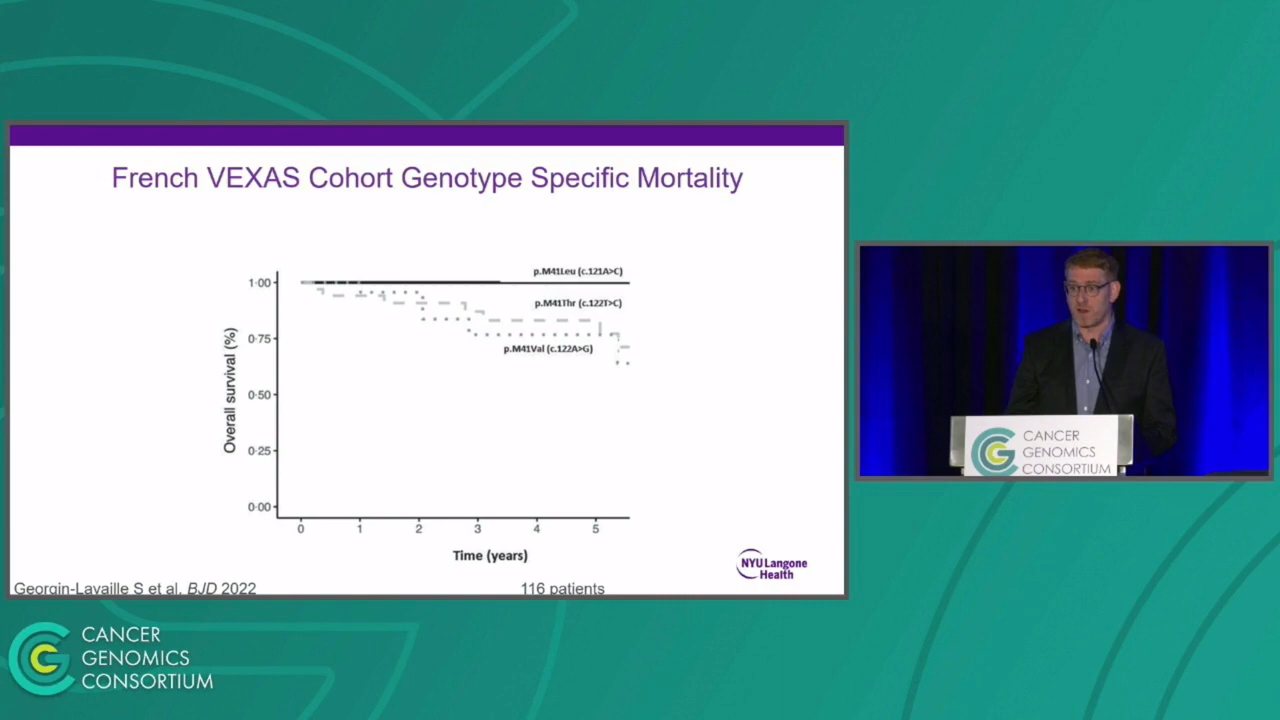 French VEXAS Cohort Genotype Specific Mortality
p.M41Leu (c.121A>C)
1·00
p.M41Thr (c.122T>C)
0·75
p.M41Val (c.122A>G)
0·50
0·25
0·00
Overall survival (%)
0 1 2 3 4 5
Time (years)
NYU Langone
Health
Georgin-Lavaille S et al. BJD 2022
116 patients
CANCER
GENOMICS
CONSORTIUM
CANCER
GENOMICS
CONSORTIUM